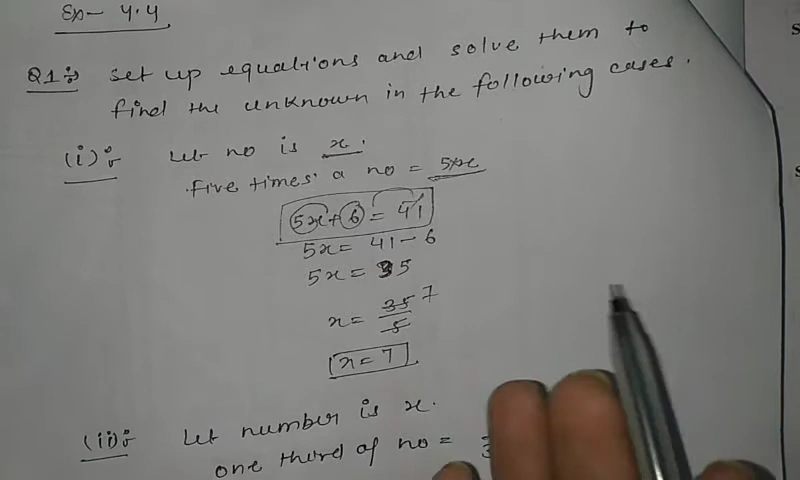 Ex- 4.4
Q1:- Set up equations and solve them to
find the unknown in the following cases.
(i):- Let no is x.
five times a no = 5×x
5x + 6 = 41
5x = 41 - 6
5x = 35
x = 35/5 7
x = 7
(ii):- Let number is x.
one third of no =